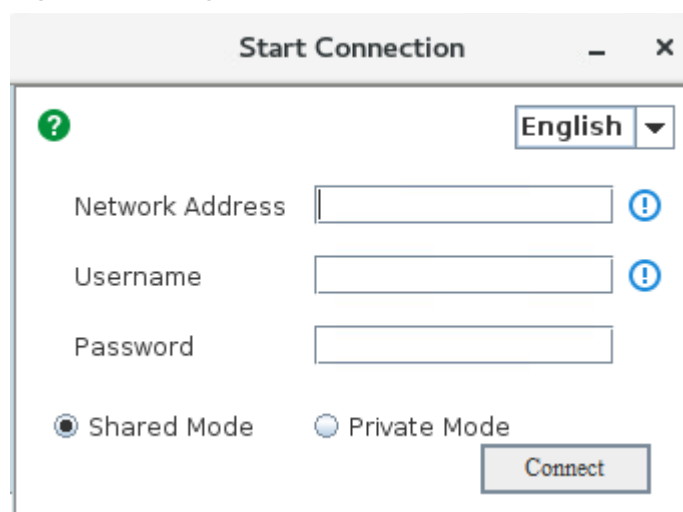 Start Connection
English
Network Address
Username
Password
Shared Mode Private Mode
Connect